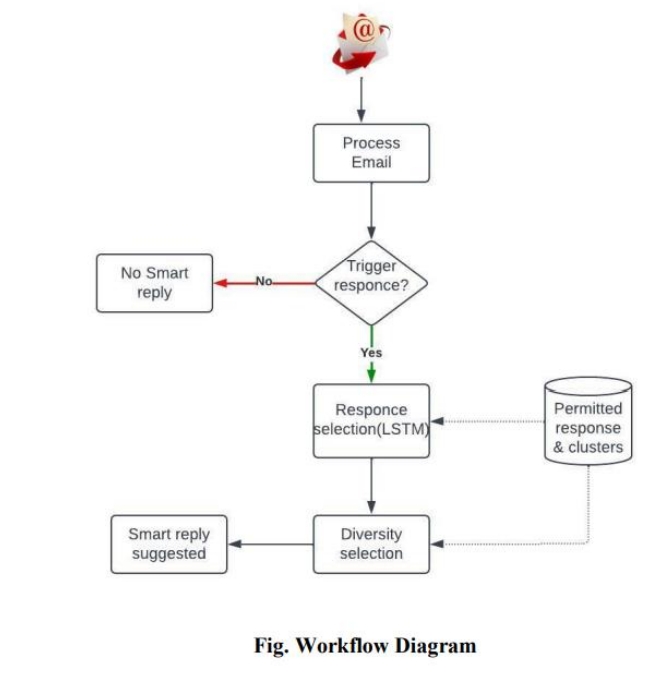 @
Process
Email
Trigger
responce?
No
No Smart
reply
Yes
Responce
selection(LSTM)
Permitted
response
& clusters
Diversity
selection
Smart reply
suggested
Fig. Workflow Diagram